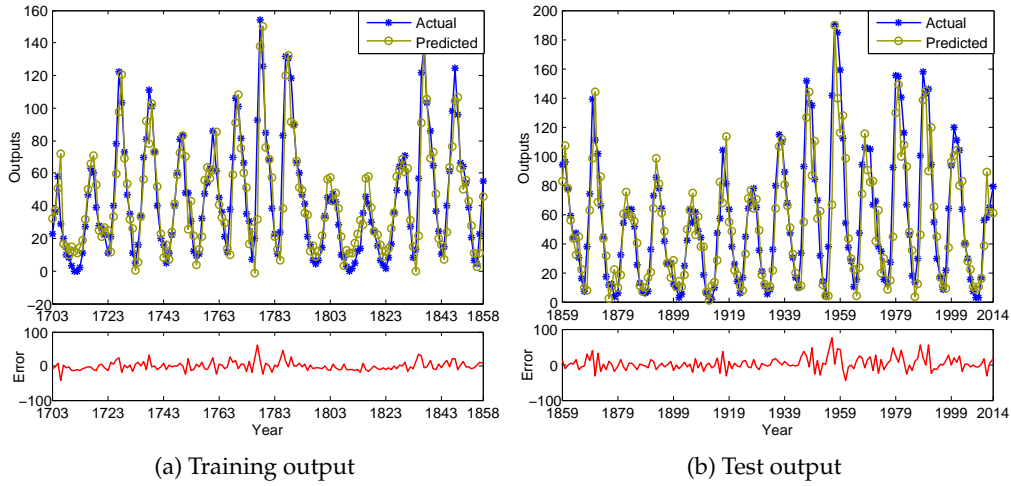 160
140
120
100
80
60
40
20
0
−20
Outputs
Actual
Predicted
1703 1723 1743 1763 1783 1803 1823 1843 1858
100
0
−100
Error
1703 1723 1743 1763 1783 1803 1823 1843 1858
Year
(a) Training output
200
180
160
140
120
100
80
60
40
20
0
Outputs
Actual
Predicted
1859 1879 1899 1919 1939 1959 1979 1999 2014
100
0
−100
Error
1859 1879 1899 1919 1939 1959 1979 1999 2014
Year
(b) Test output